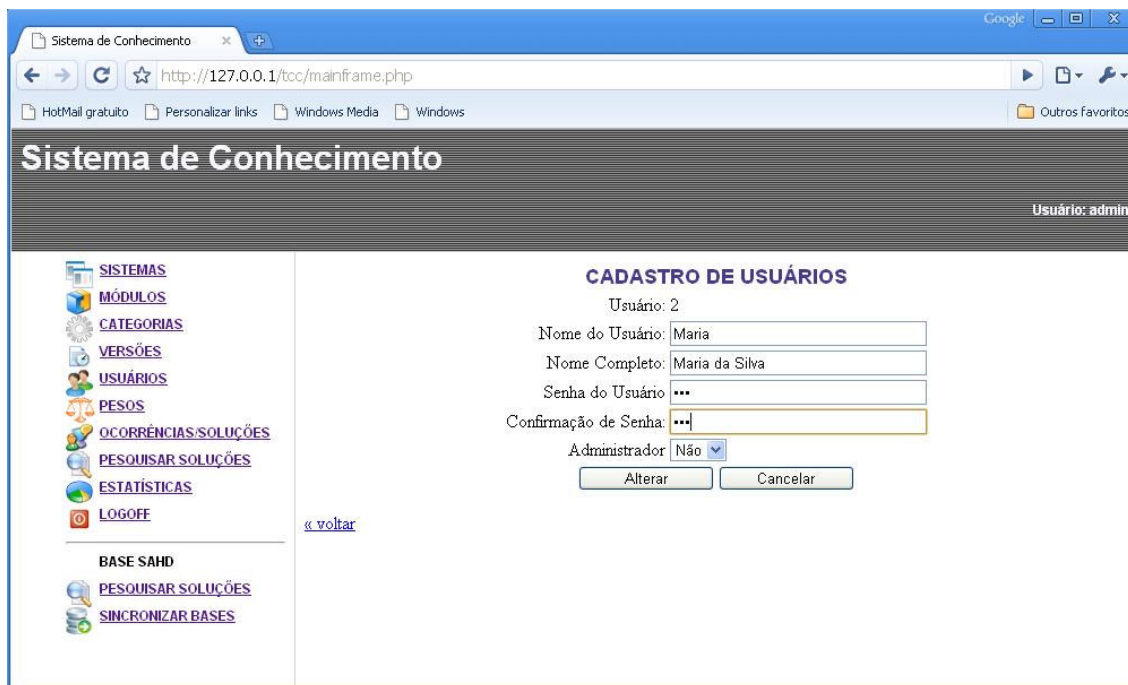 Google
Sistema de Conhecimento
http://127.0.0.1/tcc/mainframe.php
HotMail gratuito Personalizar links Windows Media Windows Outros favoritos
Sistema de Conhecimento
Usuário: admin
SISTEMAS
MÓDULOS
CATEGORIAS
VERSÕES
USUÁRIOS
PESOS
OCORRÊNCIAS/SOLUÇÕES
PESQUISAR SOLUÇÕES
ESTATÍSTICAS
LOGOFF
BASE SAHD
PESQUISAR SOLUÇÕES
SINCRONIZAR BASES
CADASTRO DE USUÁRIOS
Usuário: 2
Nome do Usuário: Maria
Nome Completo: Maria da Silva
Senha do Usuário •••
Confirmação de Senha: •••
Administrador Não
Alterar Cancelar
« voltar